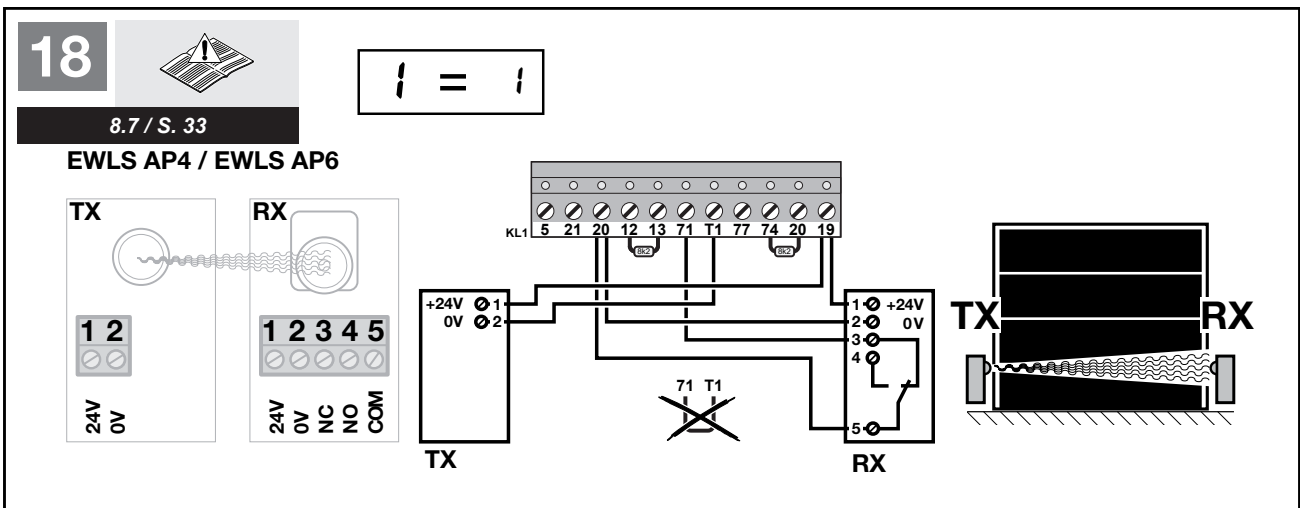 18
8.7 / S. 33
1 = 1
EWLS AP4 / EWLS AP6
TX
RX
1 2
24V
0V
1 2 3 4 5
24V
0V
NC
NO
COM
KL1
5 21 20 12 13 71 T1 77 74 20 19
8k2
8k2
+24V 1
0V 2
TX
71 T1
1 +24V
2 0V
3
4
5
RX
TX
RX